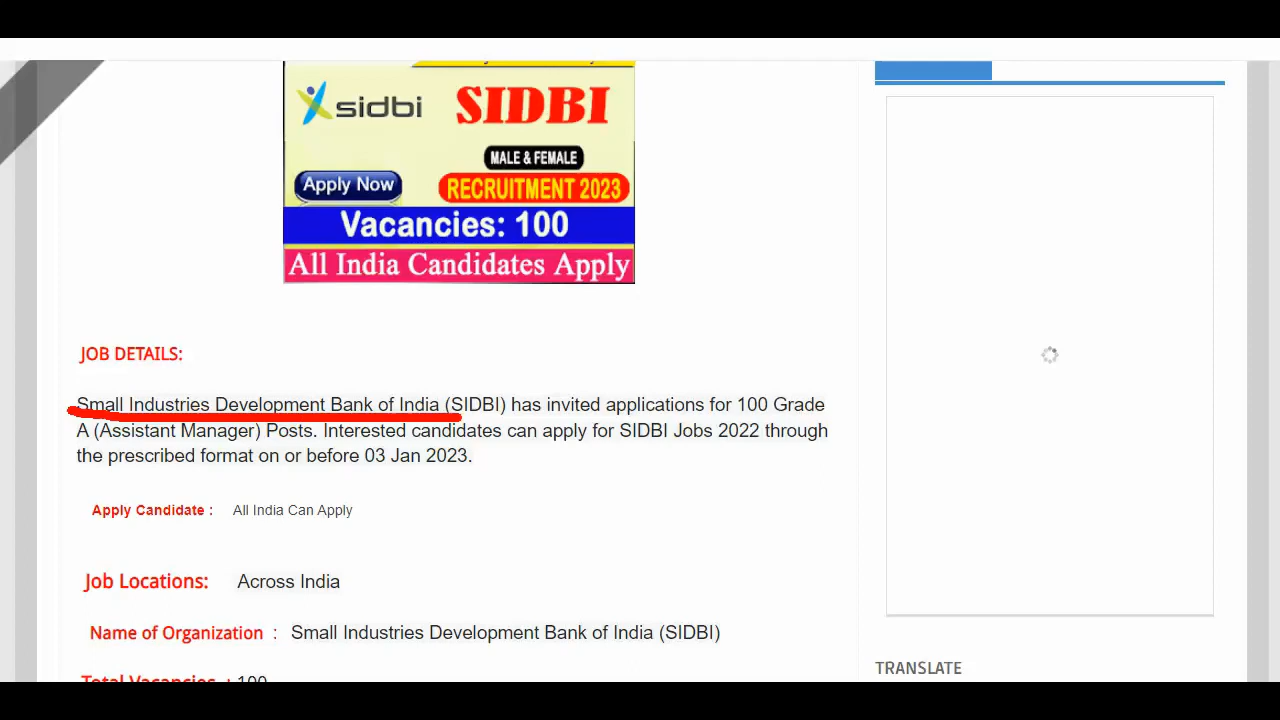 sidbi SIDBI
MALE & FEMALE
Apply Now RECRUITMENT 2023
Vacancies: 100
All India Candidates Apply
JOB DETAILS:
Small Industries Development Bank of India (SIDBI) has invited applications for 100 Grade
A (Assistant Manager) Posts. Interested candidates can apply for SIDBI Jobs 2022 through
the prescribed format on or before 03 Jan 2023.
Apply Candidate : All India Can Apply
Job Locations: Across India
Name of Organization : Small Industries Development Bank of India (SIDBI)
Total Vacancies : 100
TRANSLATE